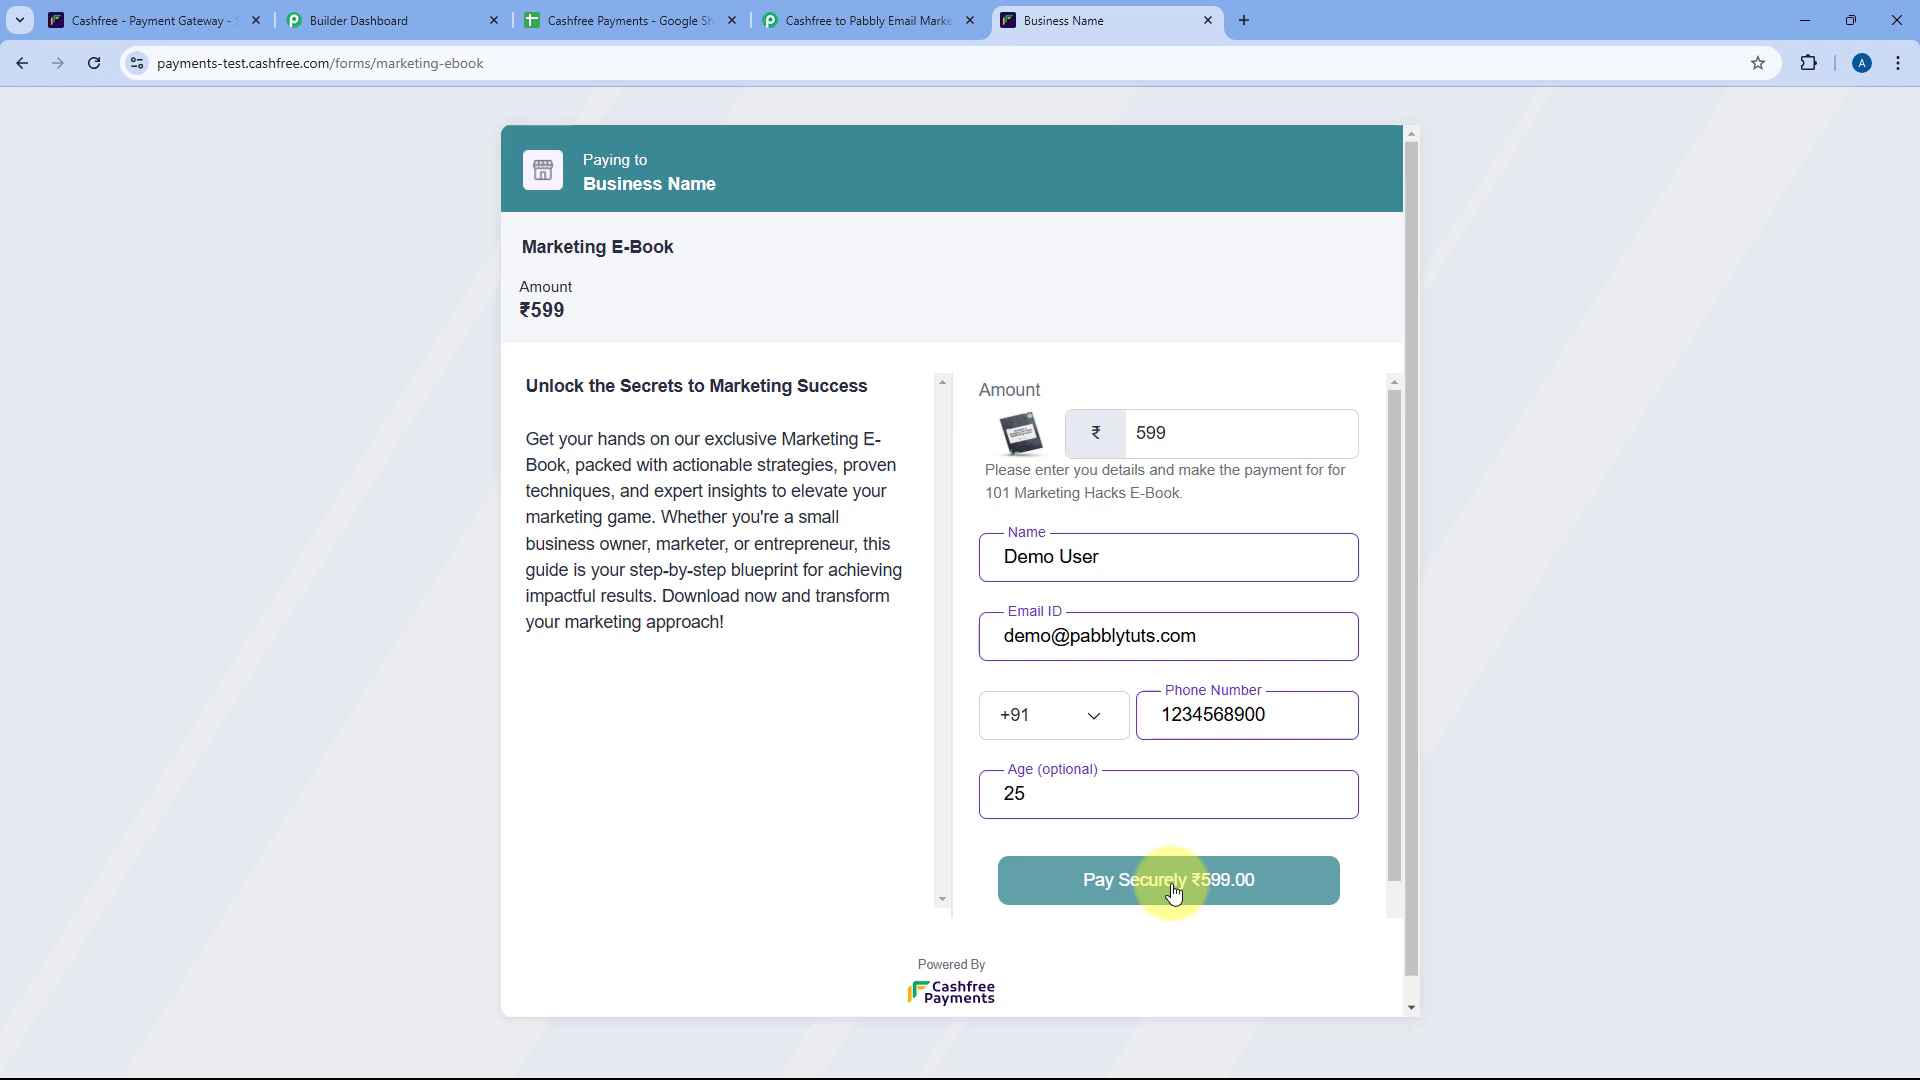 Cashfree - Payment Gateway -
Builder Dashboard
Cashfree Payments - Google Sh
Cashfree to Pabbly Email Marke
Business Name
payments-test.cashfree.com/forms/marketing-ebook
A
Paying to
Business Name
Marketing E-Book
Amount
₹599
Unlock the Secrets to Marketing Success
Get your hands on our exclusive Marketing E-
Book, packed with actionable strategies, proven
techniques, and expert insights to elevate your
marketing game. Whether you're a small
business owner, marketer, or entrepreneur, this
guide is your step-by-step blueprint for achieving
impactful results. Download now and transform
your marketing approach!
Amount
₹ 599
Please enter you details and make the payment for for
101 Marketing Hacks E-Book.
Name
Demo User
Email ID
demo@pabblytuts.com
+91
Phone Number
1234568900
Age (optional)
25
Pay Securely ₹599.00
Powered By
Cashfree
Payments